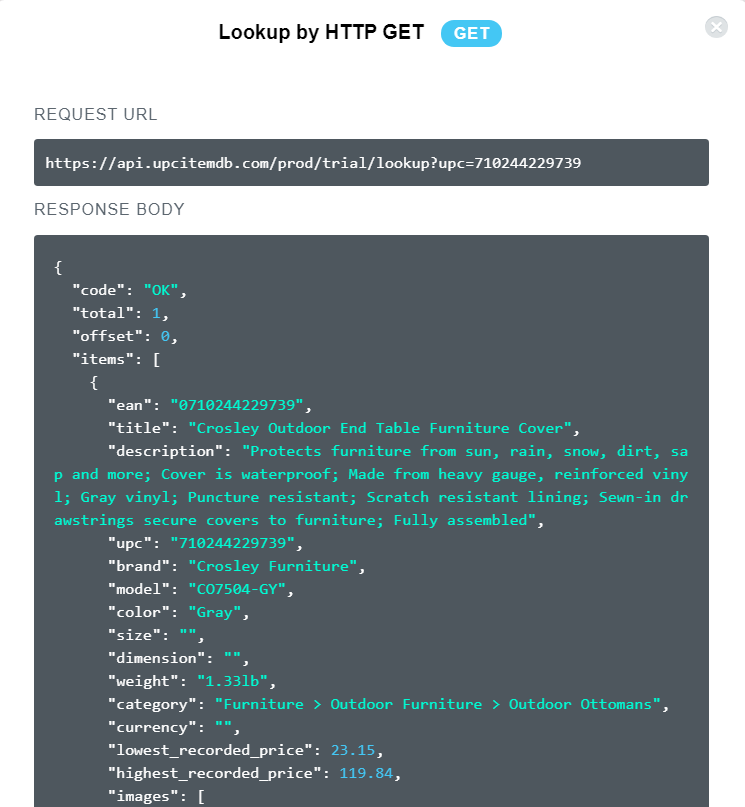 Lookup by HTTP GET GET
REQUEST URL
https://api.upcitemdb.com/prod/trial/lookup?upc=710244229739
RESPONSE BODY
{
  "code": "OK",
  "total": 1,
  "offset": 0,
  "items": [
    {
      "ean": "0710244229739",
      "title": "Crosley Outdoor End Table Furniture Cover",
      "description": "Protects furniture from sun, rain, snow, dirt, sa
p and more; Cover is waterproof; Made from heavy gauge, reinforced viny
l; Gray vinyl; Puncture resistant; Scratch resistant lining; Sewn-in dr
awstrings secure covers to furniture; Fully assembled",
      "upc": "710244229739",
      "brand": "Crosley Furniture",
      "model": "CO7504-GY",
      "color": "Gray",
      "size": "",
      "dimension": "",
      "weight": "1.33lb",
      "category": "Furniture > Outdoor Furniture > Outdoor Ottomans",
      "currency": "",
      "lowest_recorded_price": 23.15,
      "highest_recorded_price": 119.84,
      "images": [